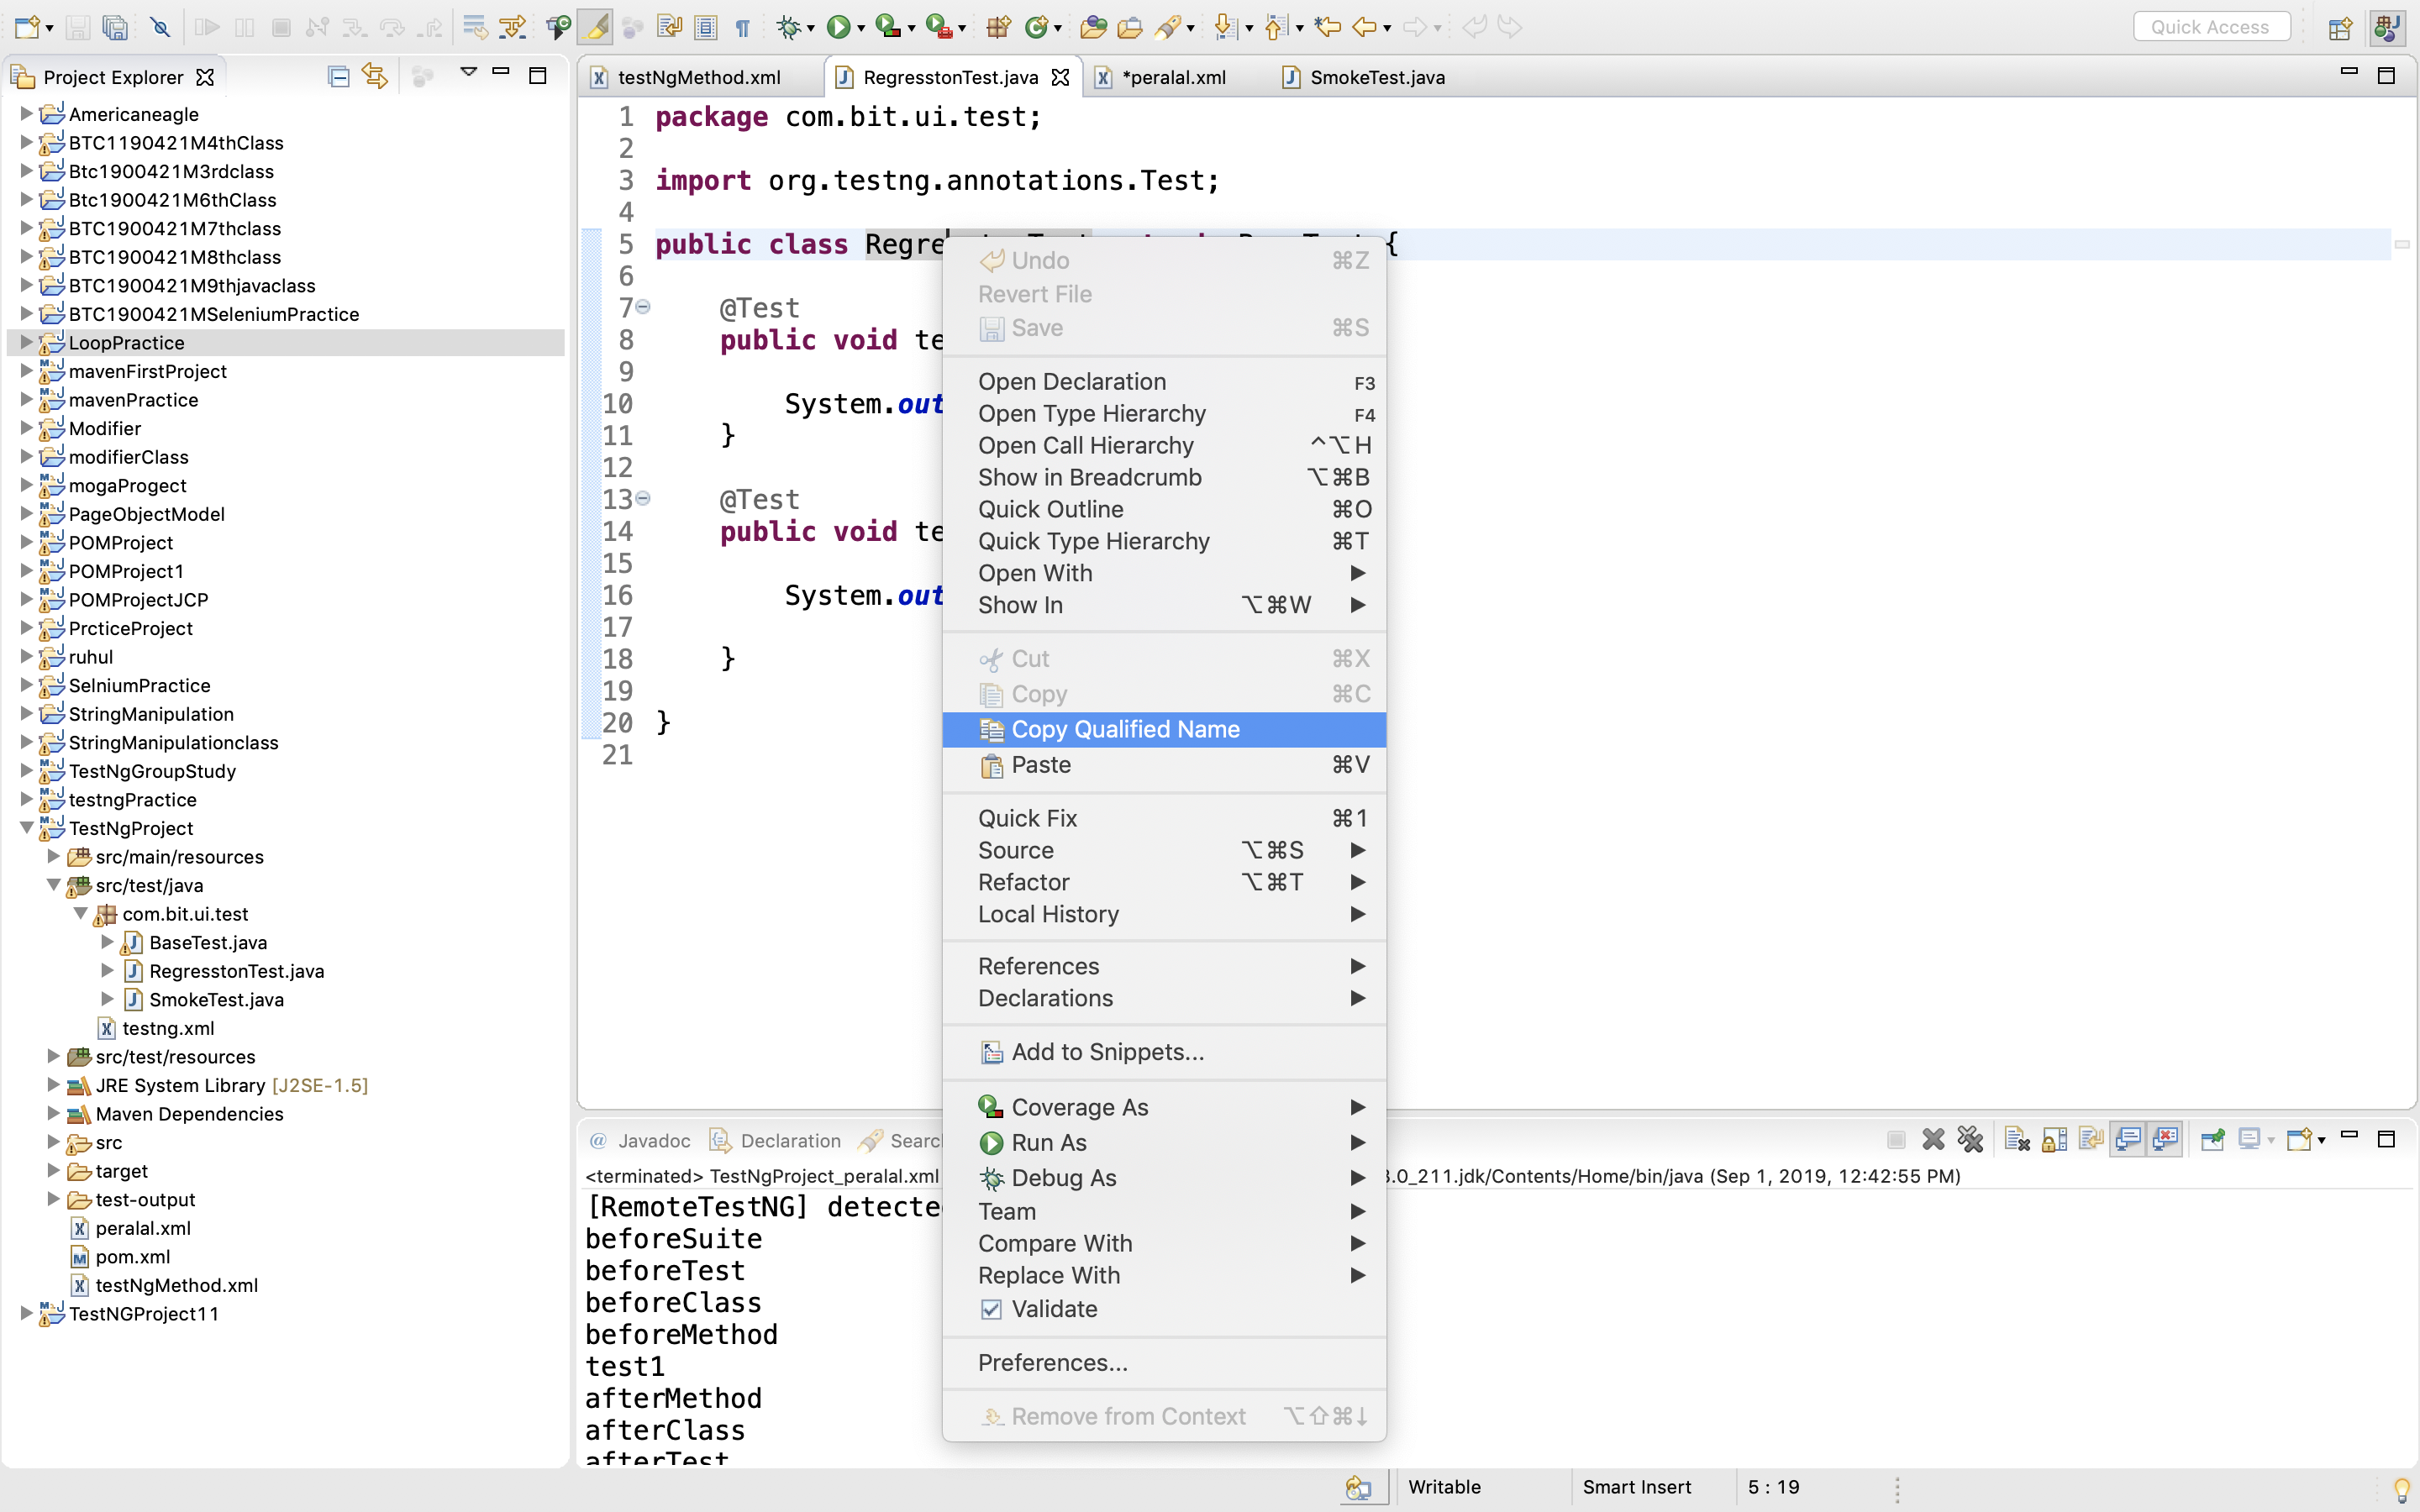 Quick Access
Project Explorer
Americaneagle
BTC1190421M4thClass
Btc1900421M3rdclass
Btc1900421M6thClass
BTC1900421M7thclass
BTC1900421M8thclass
BTC1900421M9thjavaclass
BTC1900421MSeleniumPractice
LoopPractice
mavenFirstProject
mavenPractice
Modifier
modifierClass
mogaProgect
PageObjectModel
POMProject
POMProject1
POMProjectJCP
PrcticeProject
ruhul
SelniumPractice
StringManipulation
StringManipulationclass
TestNgGroupStudy
testngPractice
TestNgProject
src/main/resources
src/test/java
com.bit.ui.test
BaseTest.java
RegresstonTest.java
SmokeTest.java
testng.xml
src/test/resources
JRE System Library [J2SE-1.5]
Maven Dependencies
src
target
test-output
peralal.xml
pom.xml
testNgMethod.xml
TestNGProject11
testNgMethod.xml RegresstonTest.java *peralal.xml SmokeTest.java
1 package com.bit.ui.test;
2
3 import org.testng.annotations.Test;
4
5 public class Regre {
6
7 @Test
8 public void te
9
10 System.out
11 }
12
13 @Test
14 public void te
15
16 System.out
17
18 }
19
20 }
21
Undo ⌘Z
Revert File
Save ⌘S
Open Declaration F3
Open Type Hierarchy F4
Open Call Hierarchy ^⌥H
Show in Breadcrumb ⌥⌘B
Quick Outline ⌘O
Quick Type Hierarchy ⌘T
Open With
Show In ⌥⌘W
Cut ⌘X
Copy ⌘C
Copy Qualified Name
Paste ⌘V
Quick Fix ⌘1
Source ⌥⌘S
Refactor ⌥⌘T
Local History
References
Declarations
Add to Snippets...
Coverage As
Run As
Debug As
Team
Compare With
Replace With
Validate
Preferences...
Remove from Context ⌥⇧⌘↓
@ Javadoc Declaration Search
<terminated> TestNgProject_peralal.xml .0_211.jdk/Contents/Home/bin/java (Sep 1, 2019, 12:42:55 PM)
[RemoteTestNG] detecte
beforeSuite
beforeTest
beforeClass
beforeMethod
test1
afterMethod
afterClass
afterTest
Writable Smart Insert 5 : 19